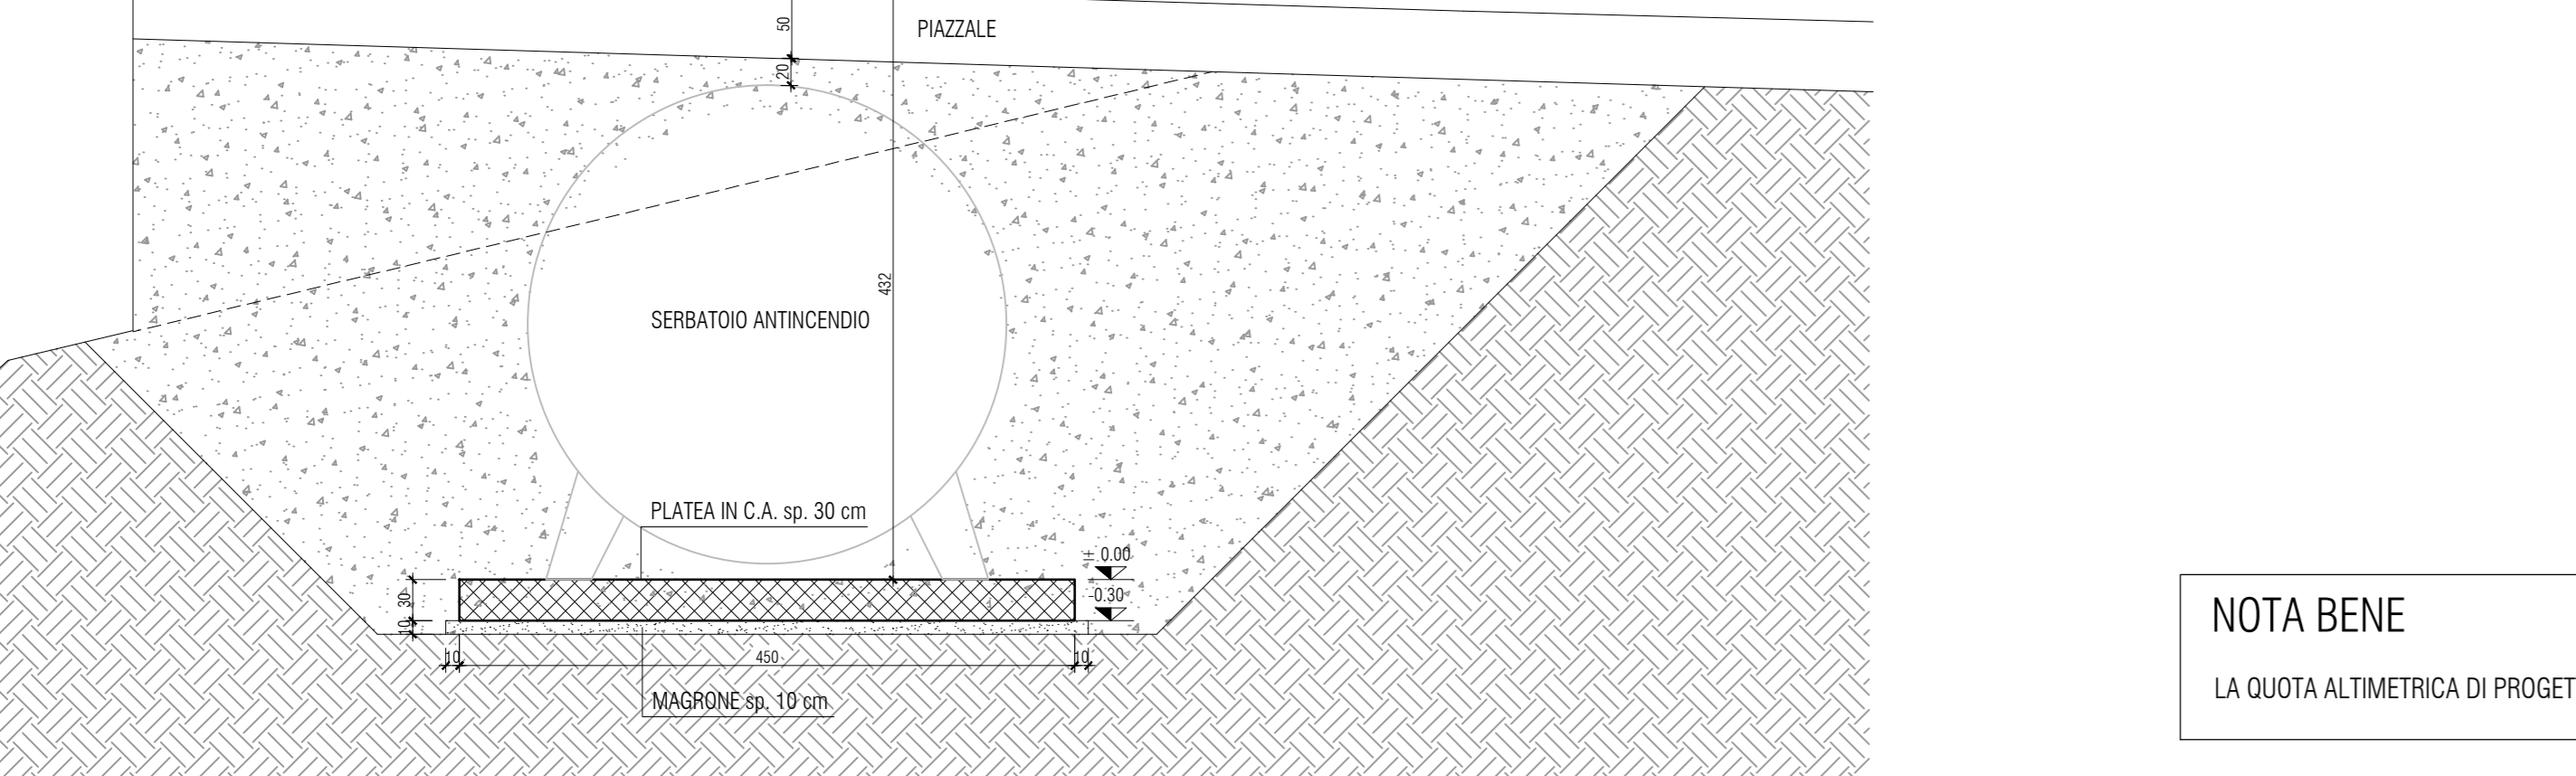 50
PIAZZALE
20
432
SERBATOIO ANTINCENDIO
PLATEA IN C.A. sp. 30 cm
± 0.00
-0.30
30
10
10
450
10
MAGRONE sp. 10 cm
NOTA BENE
LA QUOTA ALTIMETRICA DI PROGET